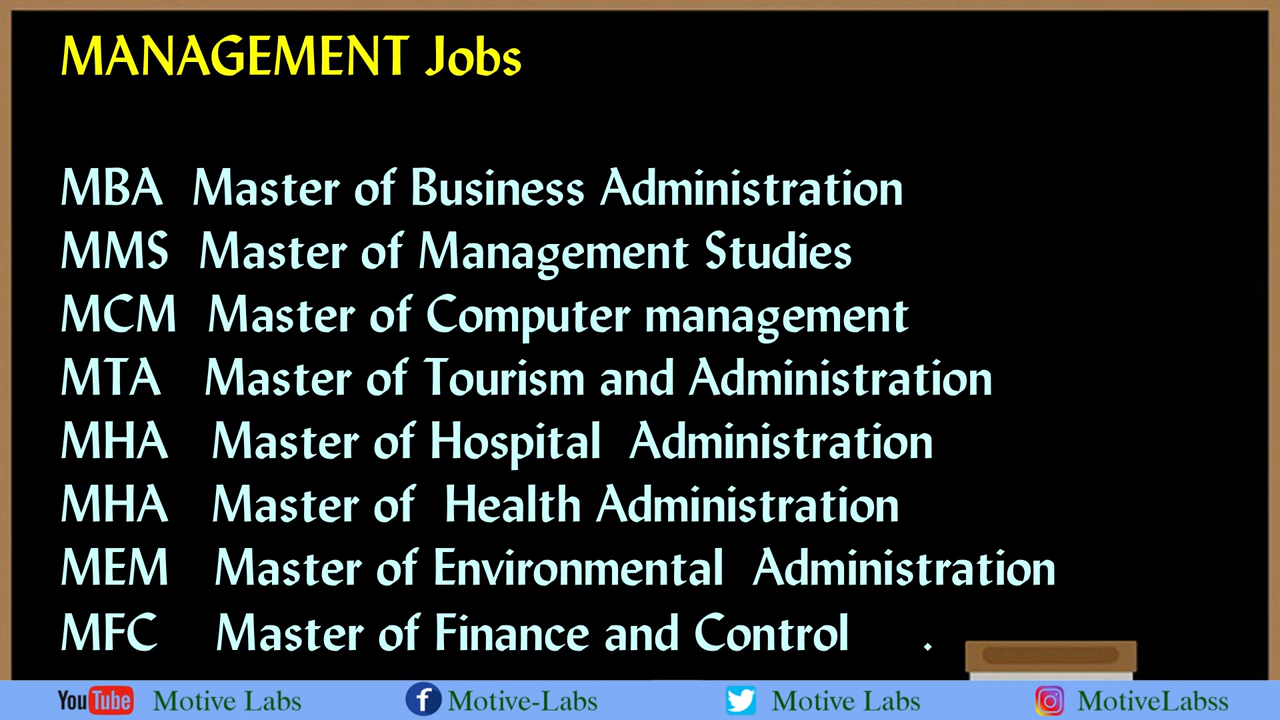 MANAGEMENT Jobs
MBA Master of Business Administration
MMS Master of Management Studies
MCM Master of Computer management
MTA Master of Tourism and Administration
MHA Master of Hospital Administration
MHA Master of Health Administration
MEM Master of Environmental Administration
MFC Master of Finance and Control .
YouTube Motive Labs f Motive-Labs Motive Labs MotiveLabss